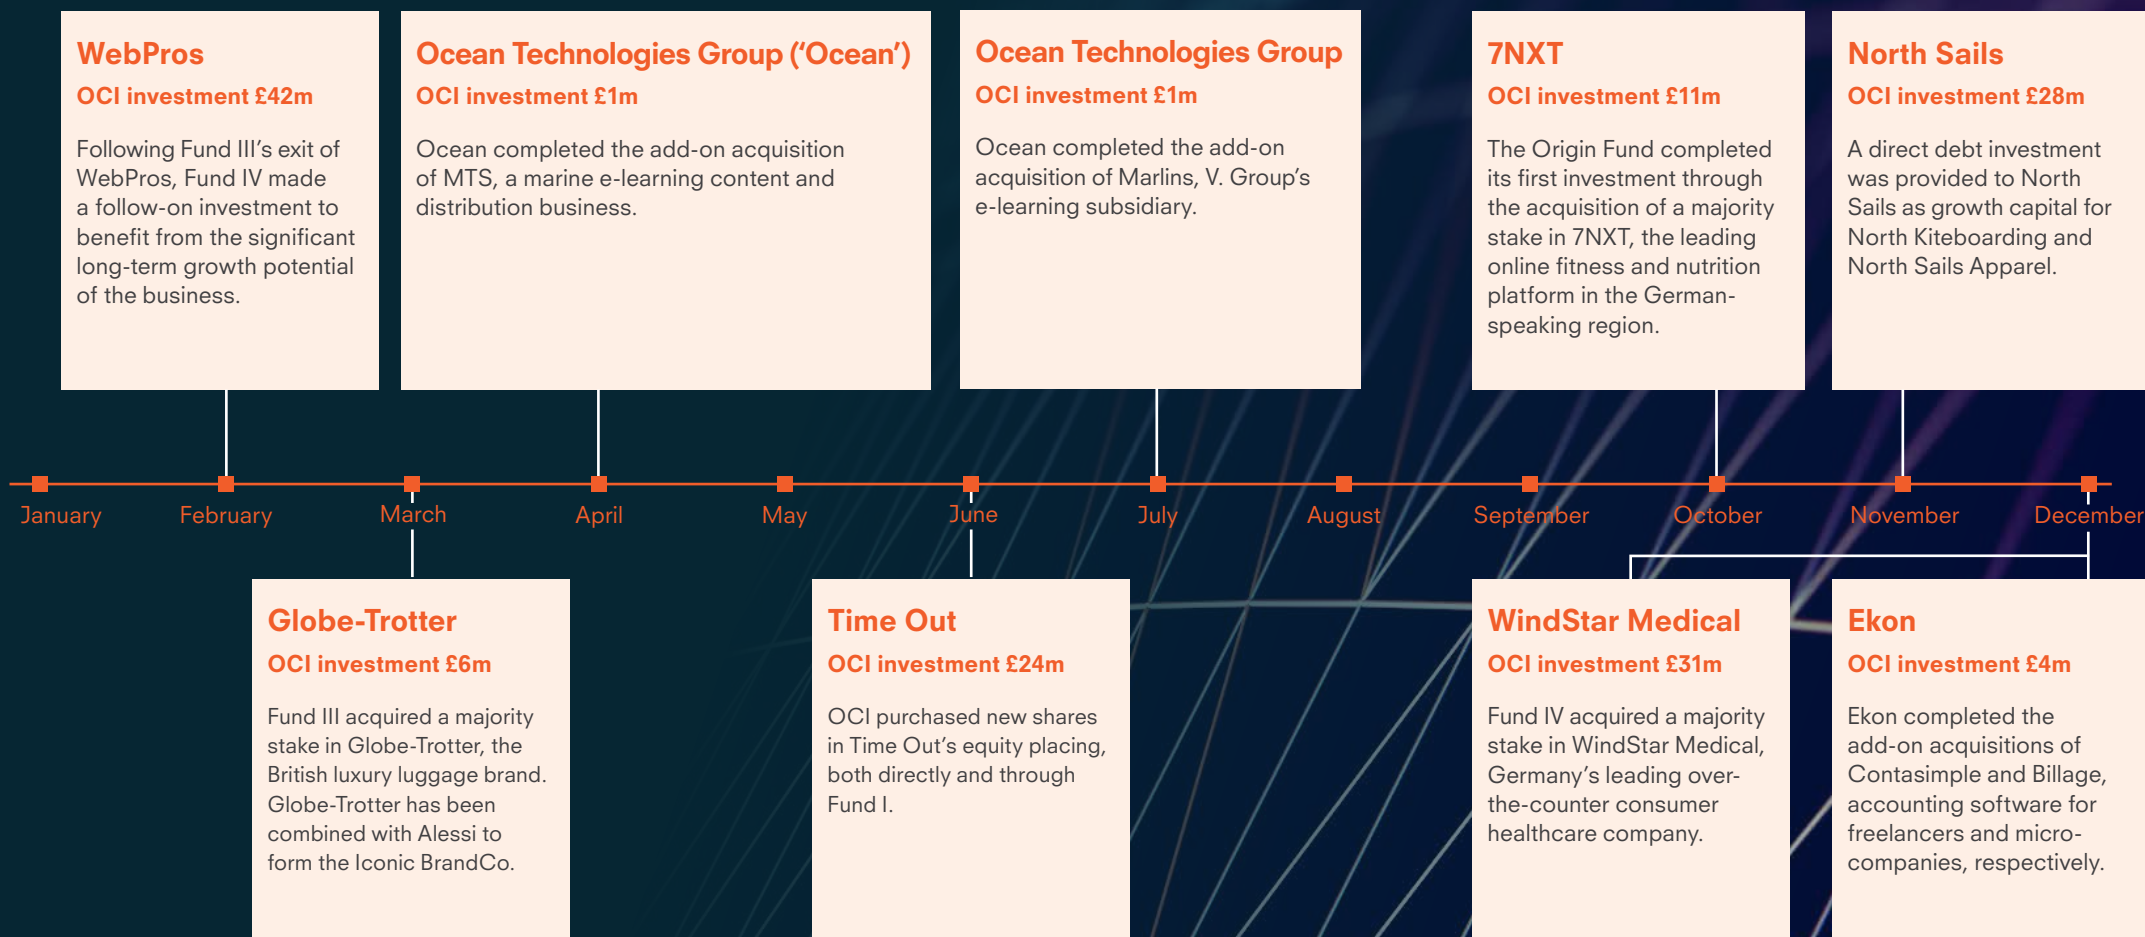 WebPros
OCI investment £42m
Following Fund III’s exit of
WebPros, Fund IV made
a follow-on investment to
benefit from the significant
long-term growth potential
of the business.
Ocean Technologies Group (‘Ocean’)
OCI investment £1m
Ocean completed the add-on acquisition
of MTS, a marine e-learning content and
distribution business.
Ocean Technologies Group
OCI investment £1m
Ocean completed the add-on
acquisition of Marlins, V. Group’s
e-learning subsidiary.
7NXT
OCI investment £11m
The Origin Fund completed
its first investment through
the acquisition of a majority
stake in 7NXT, the leading
online fitness and nutrition
platform in the German-
speaking region.
North Sails
OCI investment £28m
A direct debt investment
was provided to North
Sails as growth capital for
North Kiteboarding and
North Sails Apparel.
January
February
March
April
May
June
July
August
September
October
November
December
Globe-Trotter
OCI investment £6m
Fund III acquired a majority
stake in Globe-Trotter, the
British luxury luggage brand.
Globe-Trotter has been
combined with Alessi to
form the Iconic BrandCo.
Time Out
OCI investment £24m
OCI purchased new shares
in Time Out’s equity placing,
both directly and through
Fund I.
WindStar Medical
OCI investment £31m
Fund IV acquired a majority
stake in WindStar Medical,
Germany’s leading over-
the-counter consumer
healthcare company.
Ekon
OCI investment £4m
Ekon completed the
add-on acquisitions of
Contasimple and Billage,
accounting software for
freelancers and micro-
companies, respectively.